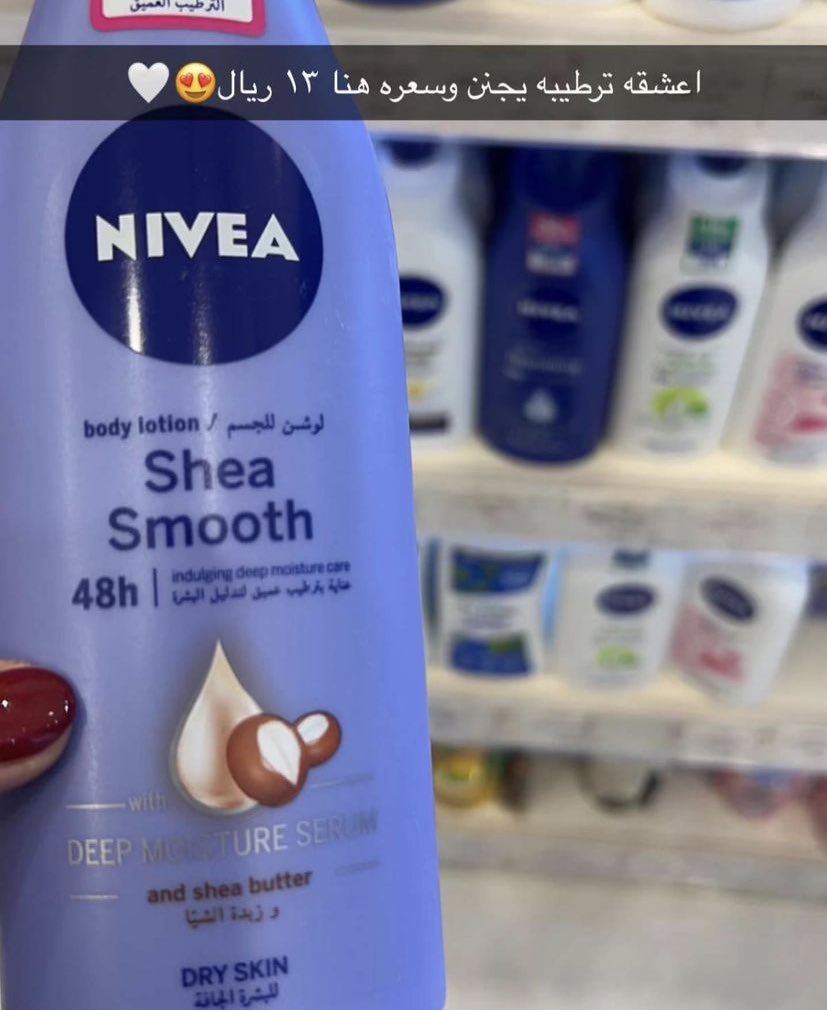 الترطيب العميق
اعشقه ترطيبه يجنن وسعره هنا ١٣ ريال😍🤍
NIVEA
body lotion / لوشن للجسم
Shea
Smooth
48h | indulging deep moisture care
عناية بترطيب عميق لتدليل البشرة
with
DEEP MOISTURE SERUM
and shea butter
و زبدة الشيا
DRY SKIN
للبشرة الجافة
NIVEA
NIVEA